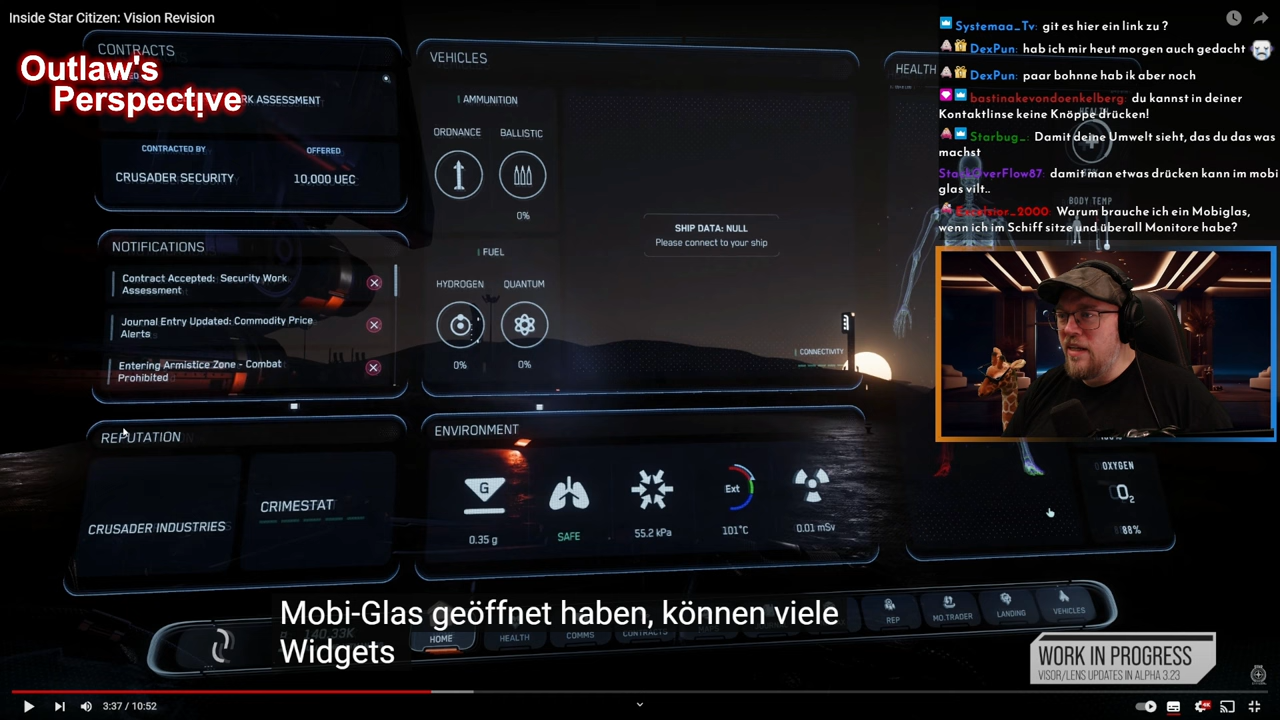 Inside Star Citizen: Vision Revision
Outlaw's
Perspective
CONTRACTS
RK ASSESSMENT
CONTRACTED BY
OFFERED
CRUSADER SECURITY
10,000 UEC
NOTIFICATIONS
Contract Accepted: Security Work
Assessment
Journal Entry Updated: Commodity Price
Alerts
Entering Armistice Zone - Combat
Prohibited
REPUTATION
CRUSADER INDUSTRIES
CRIMESTAT
VEHICLES
AMMUNITION
ORDNANCE
BALLISTIC
0%
FUEL
HYDROGEN
QUANTUM
0%
0%
SHIP DATA: NULL
Please connect to your ship
CONNECTIVITY
ENVIRONMENT
G
Ext
0.35 g
SAFE
55.2 kPa
101°C
0.01 mSv
HEALTH
BODY TEMP
OXYGEN
O2
88%
Systemaa_Tv: git es hier ein link zu ?
DexPun: hab ich mir heut morgen auch gedacht
DexPun: paar bohnne hab ik aber noch
bastinakevondoenkelberg: du kannst in deiner
Kontaktlinse keine Knöppe drücken!
Starbug_: Damit deine Umwelt sieht, das du das was
machst
StackOverFlow87: damit man etwas drücken kann im mobi
glas vilt..
Excelsior_2000: Warum brauche ich ein Mobiglas,
wenn ich im Schiff sitze und überall Monitore habe?
140.33K
HOME
HEALTH
COMMS
CONTRACTS
REP
MO.TRADER
LANDING
VEHICLES
Mobi-Glas geöffnet haben, können viele
Widgets
WORK IN PROGRESS
VISOR/LENS UPDATES IN ALPHA 3.23
3:37 / 10:52
4K